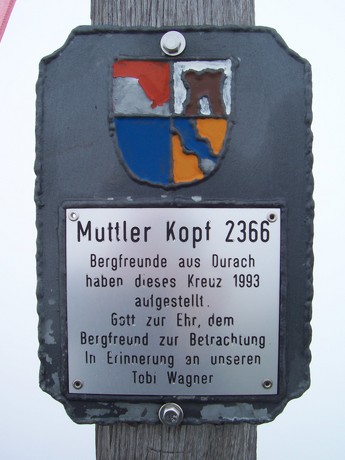 Muttler Kopf 2366
Bergfreunde aus Durach
haben dieses Kreuz 1993
aufgestellt.
Gott zur Ehr, dem
Bergfreund zur Betrachtung
In Erinnerung an unseren
Tobi Wagner